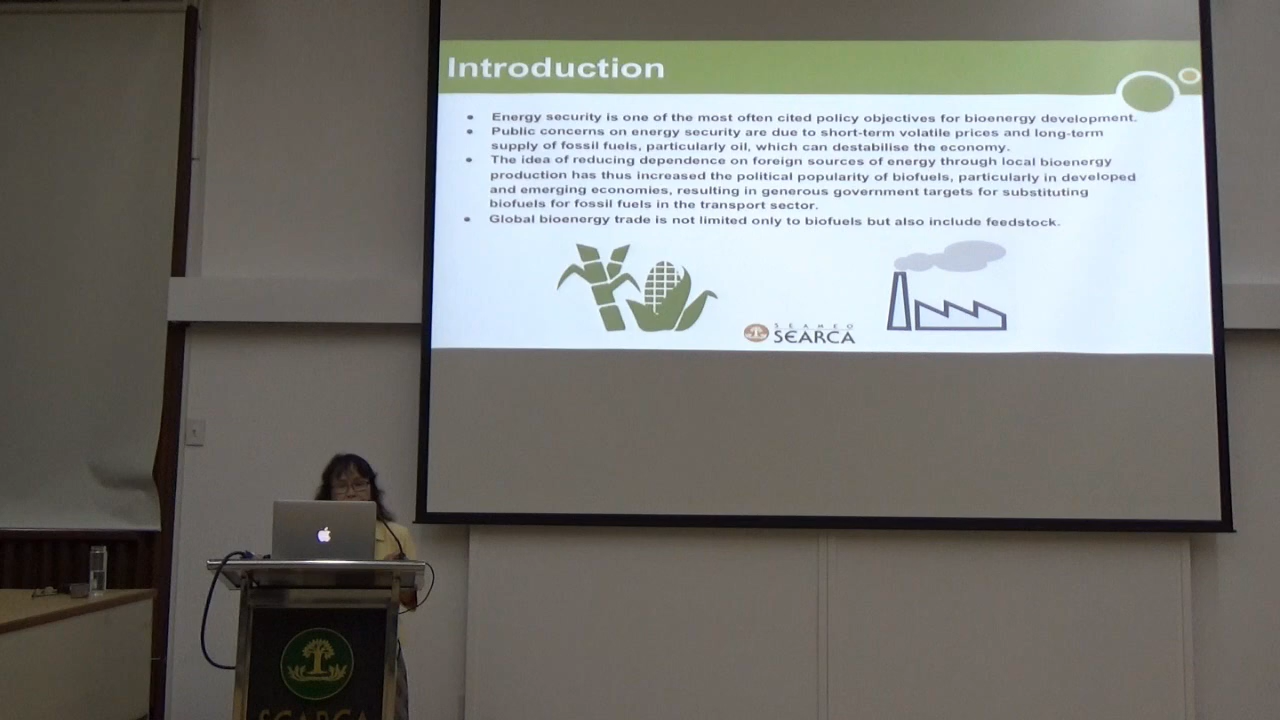 Introduction
• Energy security is one of the most often cited policy objectives for bioenergy development.
• Public concerns on energy security are due to short-term volatile prices and long-term
supply of fossil fuels, particularly oil, which can destabilise the economy.
• The idea of reducing dependence on foreign sources of energy through local bioenergy
production has thus increased the political popularity of biofuels, particularly in developed
and emerging economies, resulting in generous government targets for substituting
biofuels for fossil fuels in the transport sector.
• Global bioenergy trade is not limited only to biofuels but also include feedstock.
SEAMEO
SEARCA
SEARCA